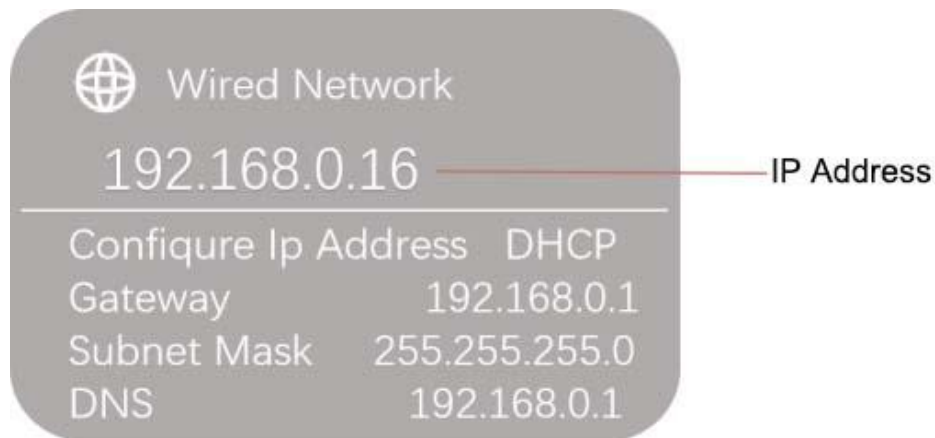 Wired Network
192.168.0.16
IP Address
Confiqure Ip Address DHCP
Gateway 192.168.0.1
Subnet Mask 255.255.255.0
DNS 192.168.0.1